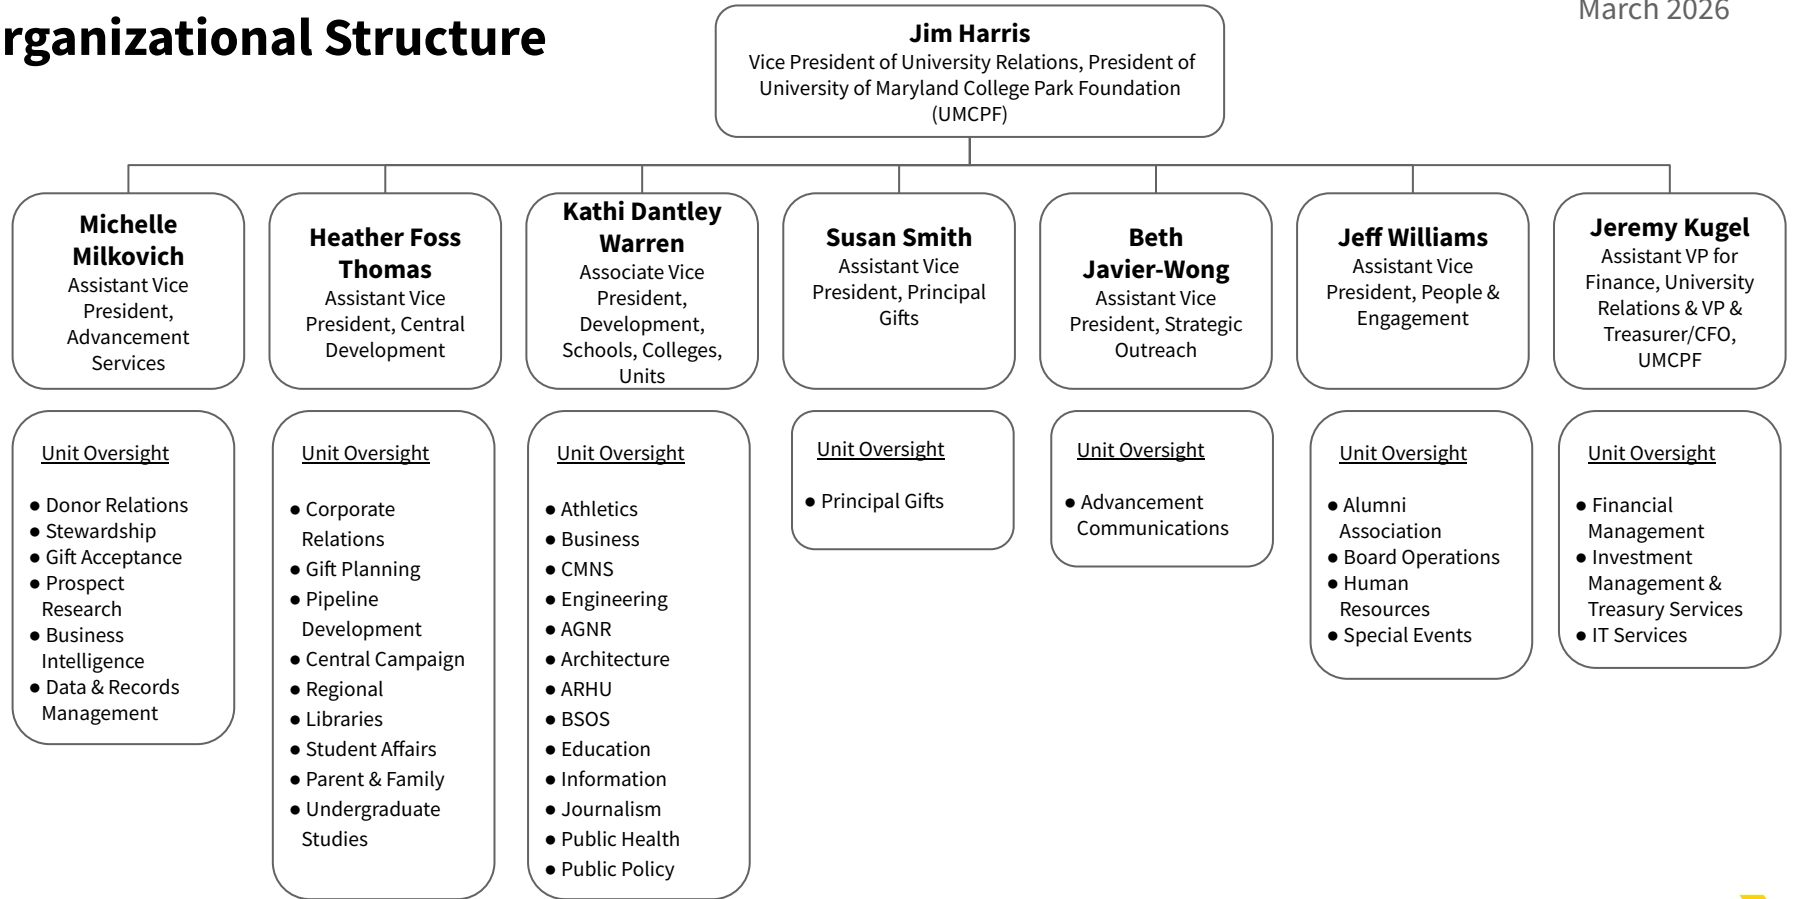 rganizational Structure
March 2026
Jim Harris
Vice President of University Relations, President of
University of Maryland College Park Foundation
(UMCPF)
Michelle
Milkovich
Assistant Vice
President,
Advancement
Services
Heather Foss
Thomas
Assistant Vice
President, Central
Development
Kathi Dantley
Warren
Associate Vice
President,
Development,
Schools, Colleges,
Units
Susan Smith
Assistant Vice
President, Principal
Gifts
Beth
Javier-Wong
Assistant Vice
President, Strategic
Outreach
Jeff Williams
Assistant Vice
President, People &
Engagement
Jeremy Kugel
Assistant VP for
Finance, University
Relations & VP &
Treasurer/CFO,
UMCPF
Unit Oversight
● Donor Relations
● Stewardship
● Gift Acceptance
● Prospect
Research
● Business
Intelligence
● Data & Records
Management
Unit Oversight
● Corporate
Relations
● Gift Planning
● Pipeline
Development
● Central Campaign
● Regional
● Libraries
● Student Affairs
● Parent & Family
● Undergraduate
Studies
Unit Oversight
● Athletics
● Business
● CMNS
● Engineering
● AGNR
● Architecture
● ARHU
● BSOS
● Education
● Information
● Journalism
● Public Health
● Public Policy
Unit Oversight
● Principal Gifts
Unit Oversight
● Advancement
Communications
Unit Oversight
● Alumni
Association
● Board Operations
● Human
Resources
● Special Events
Unit Oversight
● Financial
Management
● Investment
Management &
Treasury Services
● IT Services